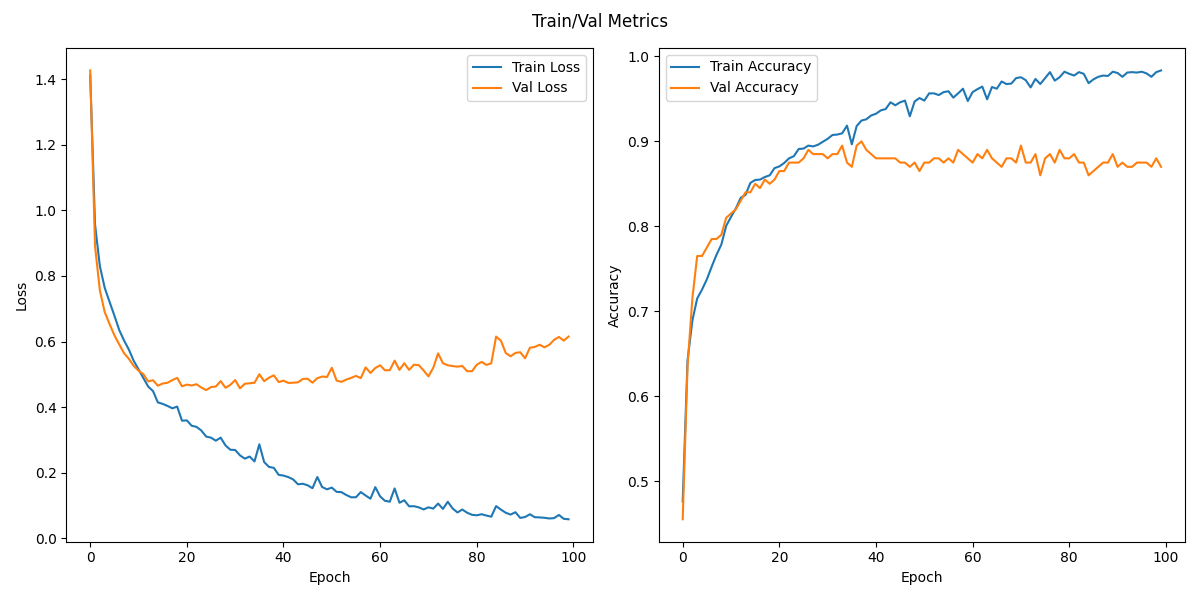 Train/Val Metrics
Train Loss
Val Loss
1.4
1.2
1.0
0.8
0.6
0.4
0.2
0.0
Loss
0
20
40
60
80
100
Epoch
Train Accuracy
Val Accuracy
1.0
0.9
0.8
0.7
0.6
0.5
Accuracy
0
20
40
60
80
100
Epoch